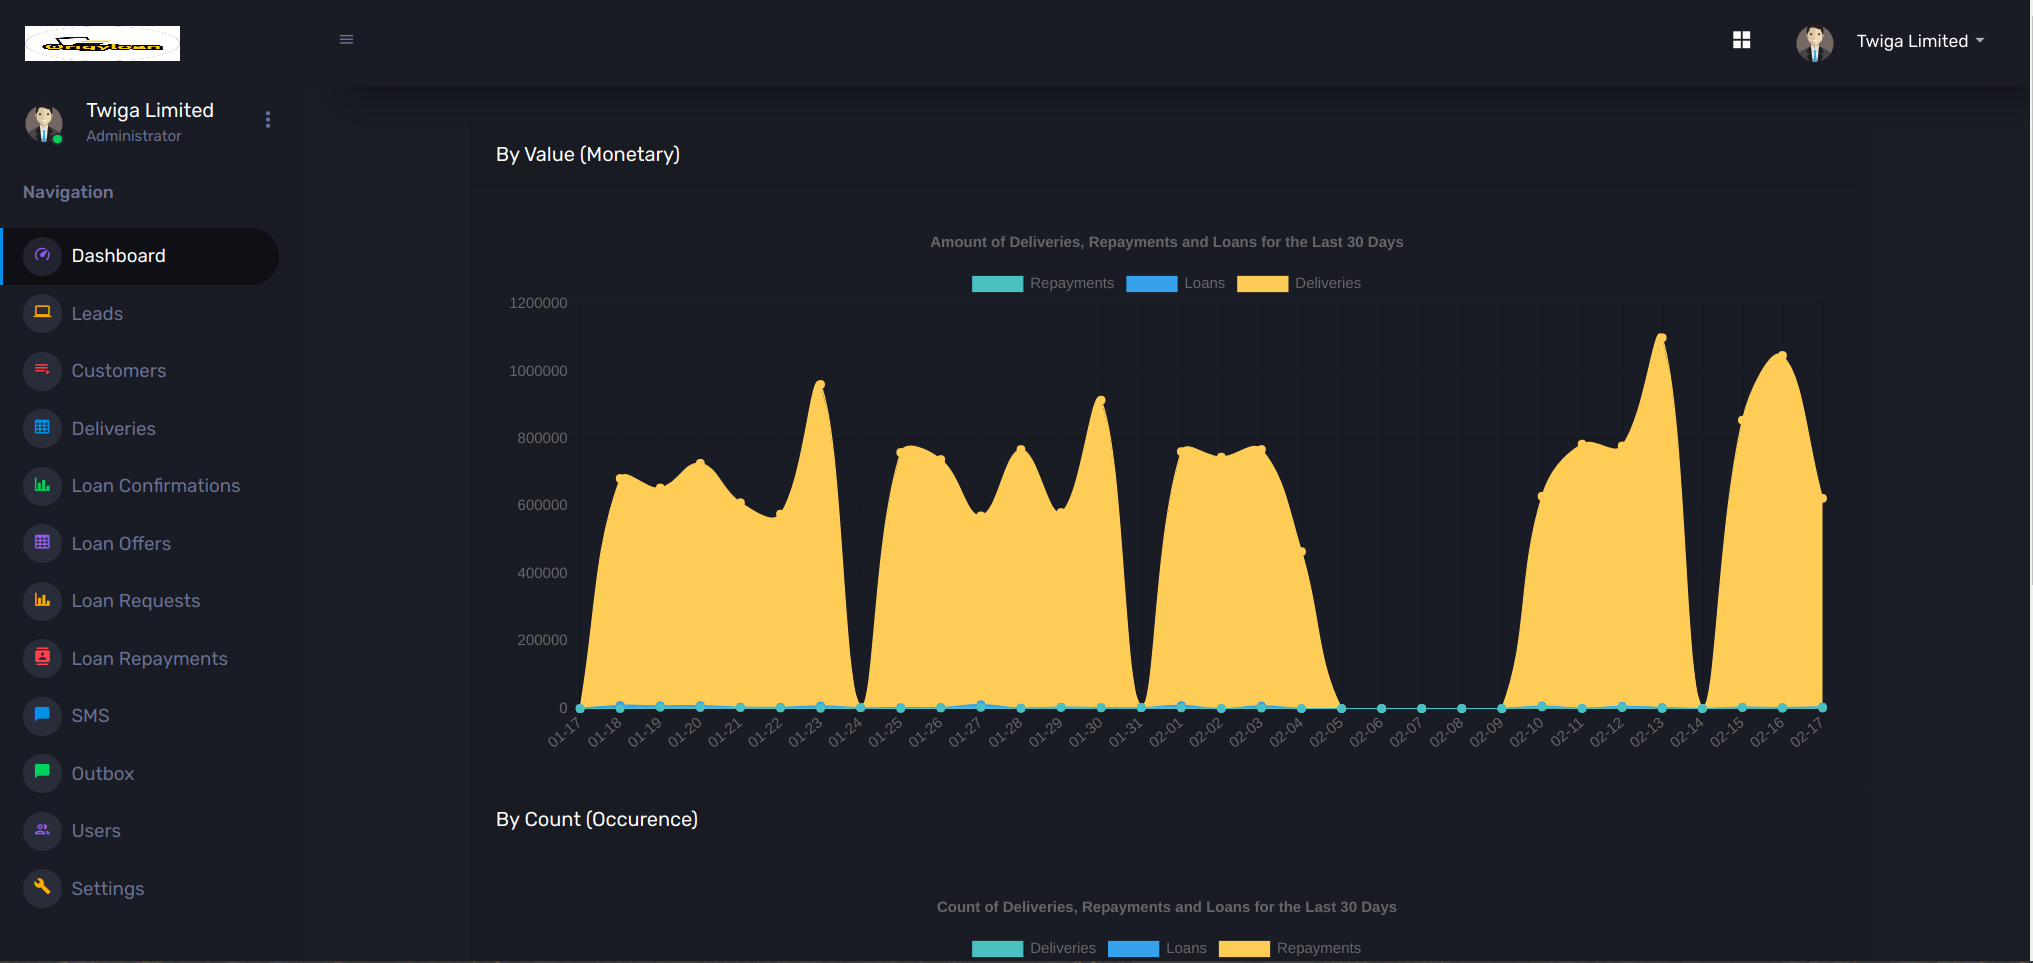 Twiga Limited
Twiga Limited
Administrator
Navigation
Dashboard
Leads
Customers
Deliveries
Loan Confirmations
Loan Offers
Loan Requests
Loan Repayments
SMS
Outbox
Users
Settings
By Value (Monetary)
Amount of Deliveries, Repayments and Loans for the Last 30 Days
Repayments Loans Deliveries
1200000
1000000
800000
600000
400000
200000
0
01-17 01-18 01-19 01-20 01-21 01-22 01-23 01-24 01-25 01-26 01-27 01-28 01-29 01-30 01-31 02-01 02-02 02-03 02-04 02-05 02-06 02-07 02-08 02-09 02-10 02-11 02-12 02-13 02-14 02-15 02-16 02-17
By Count (Occurence)
Count of Deliveries, Repayments and Loans for the Last 30 Days
Deliveries Loans Repayments